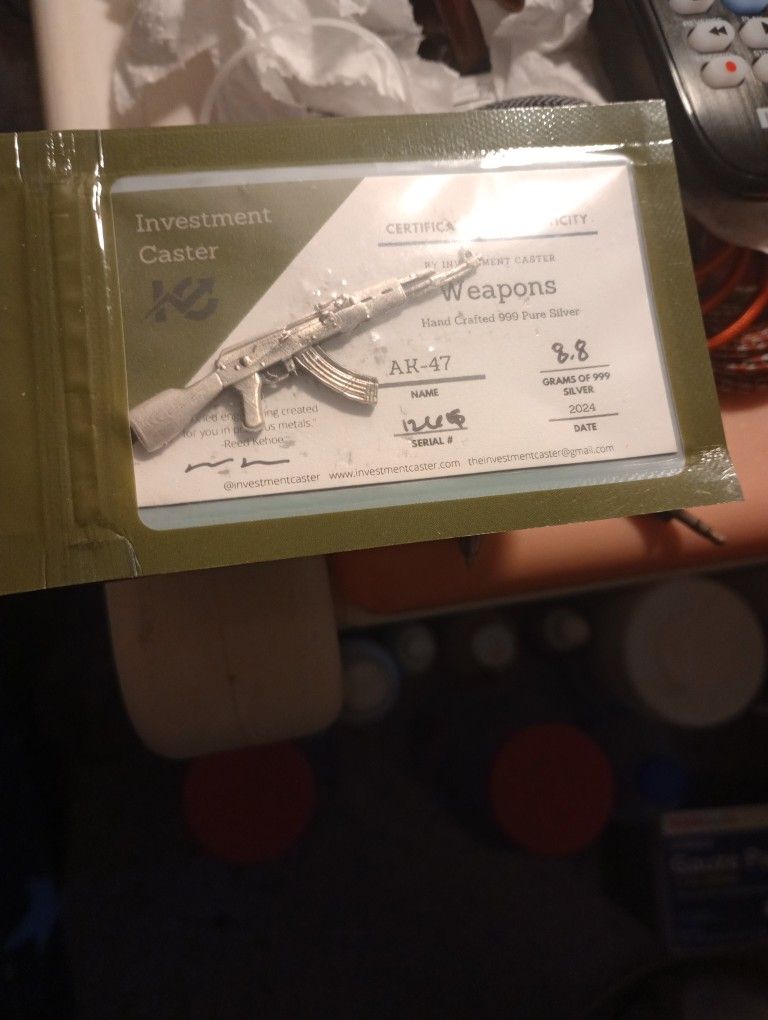 Investment
Caster
CERTIFICA ICITY
BY IN MENT CASTER
Weapons
Hand Crafted 999 Pure Silver
AK-47
NAME
8.8
GRAMS OF 999
SILVER
SERIAL #
2024
DATE
created
for you in metals."
-Reed Kehoe
@investmentcaster www.investmentcaster.com theinvestmentcaster@gmail.com